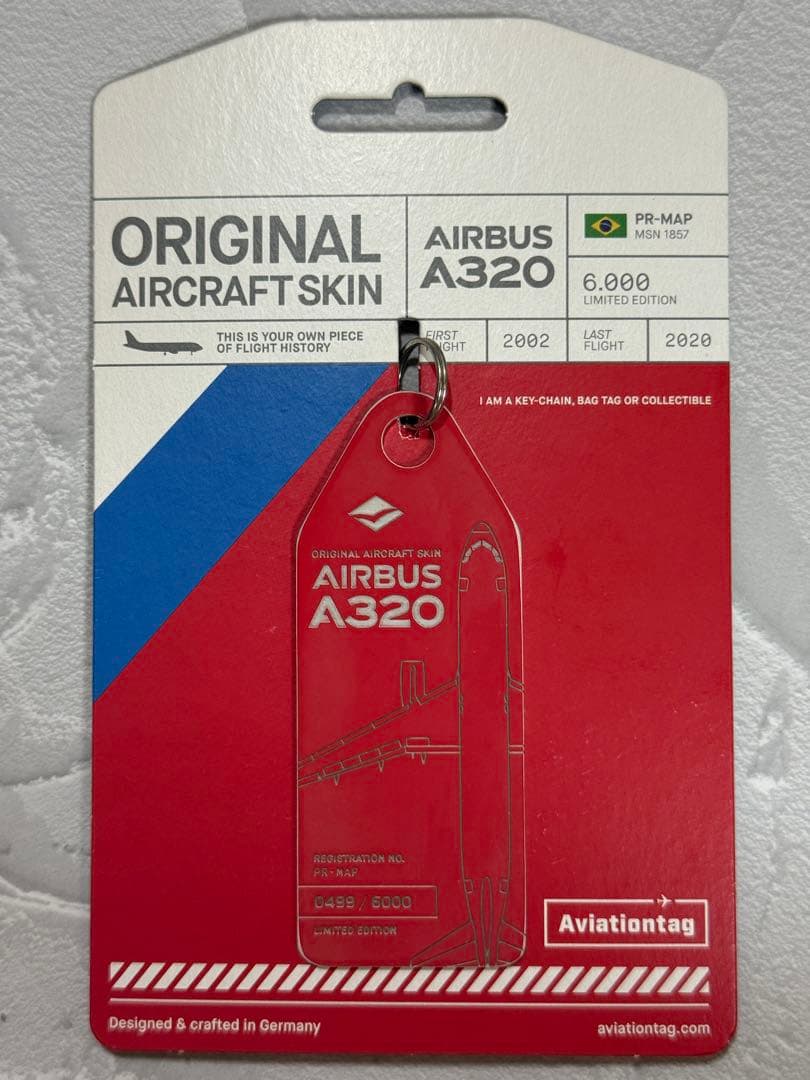 ORIGINAL
AIRCRAFT SKIN
AIRBUS
A320
PR-MAP
MSN 1857
6.000
LIMITED EDITION
THIS IS YOUR OWN PIECE
OF FLIGHT HISTORY
FIRST
2002
LAST
FLIGHT
2020
I AM A KEY-CHAIN, BAG TAG OR COLLECTIBLE
ORIGINAL AIRCRAFT SKIN
AIRBUS
A320
REGISTRATION NO.
PR-MAP
0499 / 6000
LIMITED EDITION
Aviationtag
Designed & crafted in Germany
aviationtag.com